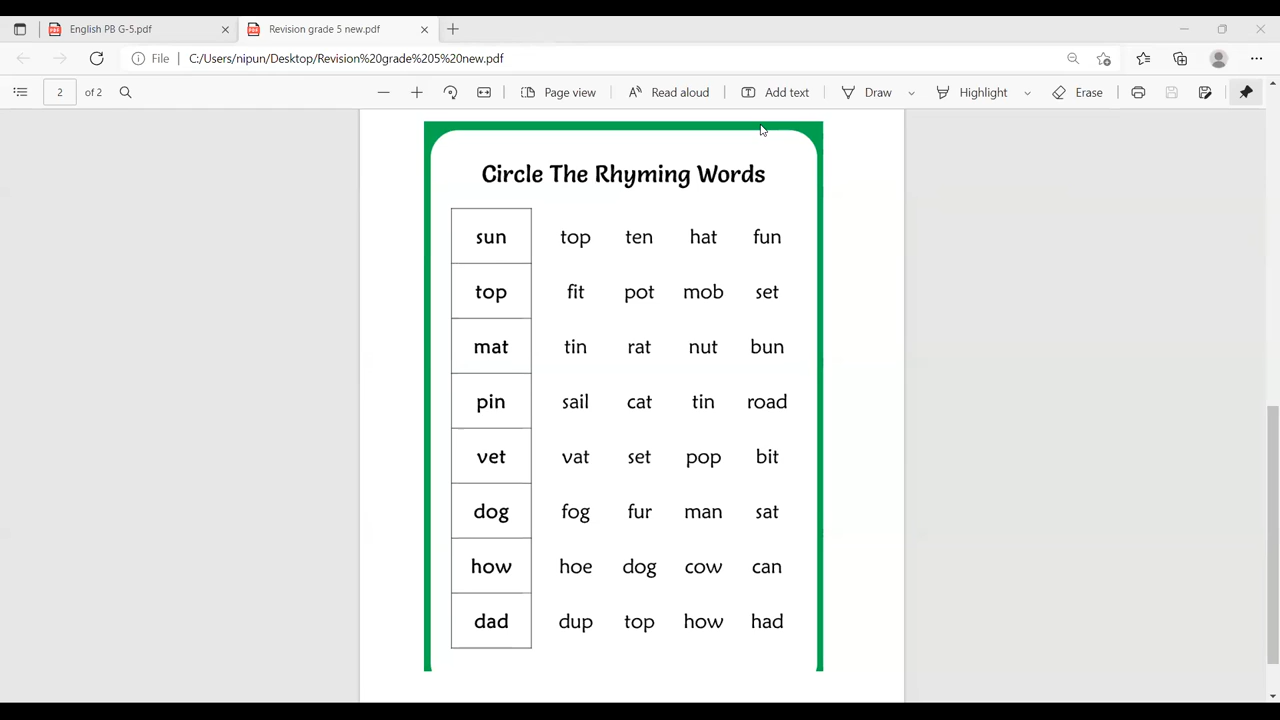 English PB G-5.pdf
Revision grade 5 new.pdf
File
C:/Users/nipun/Desktop/Revision%20grade%205%20new.pdf
2 of 2
Page view
Read aloud
Add text
Draw
Highlight
Erase
Circle The Rhyming Words
sun top ten hat fun
top fit pot mob set
mat tin rat nut bun
pin sail cat tin road
vet vat set pop bit
dog fog fur man sat
how hoe dog cow can
dad dup top how had